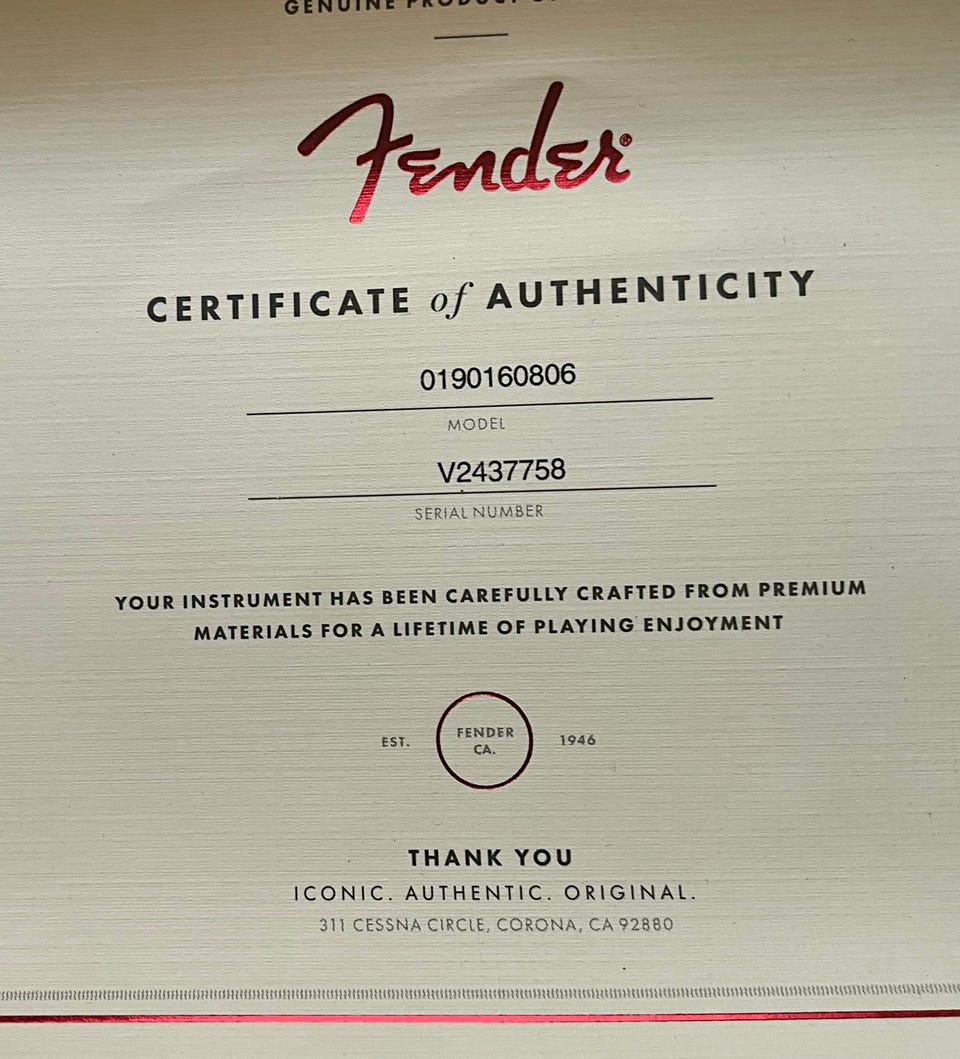 GENUINE PRODUCT
Fender®
CERTIFICATE of AUTHENTICITY
0190160806
MODEL
V2437758
SERIAL NUMBER
YOUR INSTRUMENT HAS BEEN CAREFULLY CRAFTED FROM PREMIUM
MATERIALS FOR A LIFETIME OF PLAYING ENJOYMENT
EST. FENDER CA. 1946
THANK YOU
ICONIC. AUTHENTIC. ORIGINAL.
311 CESSNA CIRCLE, CORONA, CA 92880